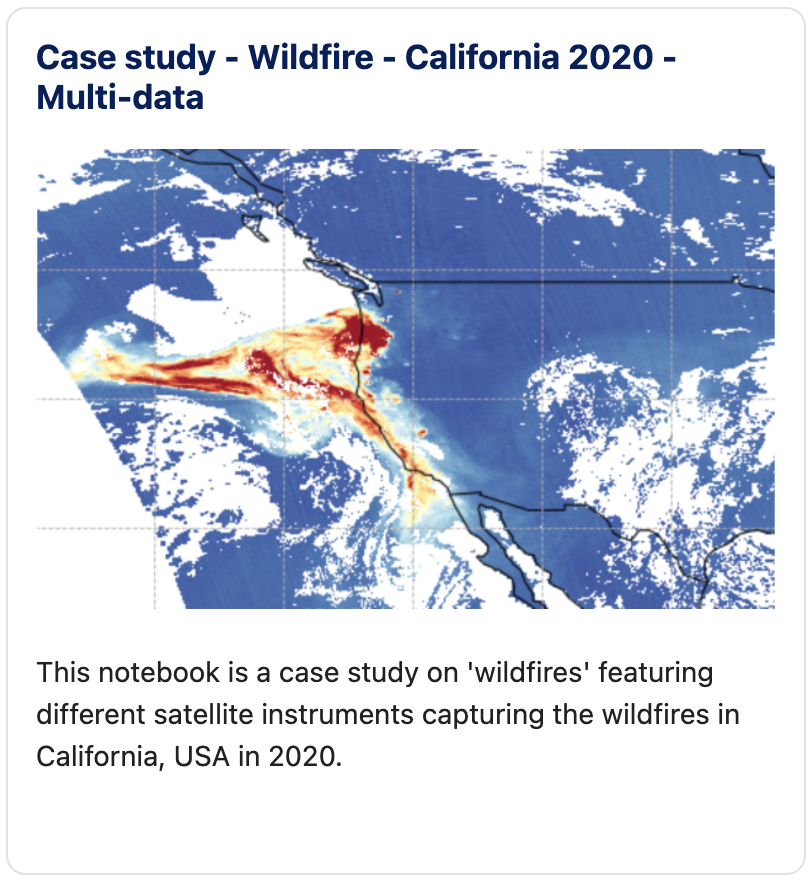 Case study - Wildfire - California 2020 -
Multi-data
This notebook is a case study on 'wildfires' featuring
different satellite instruments capturing the wildfires in
California, USA in 2020.